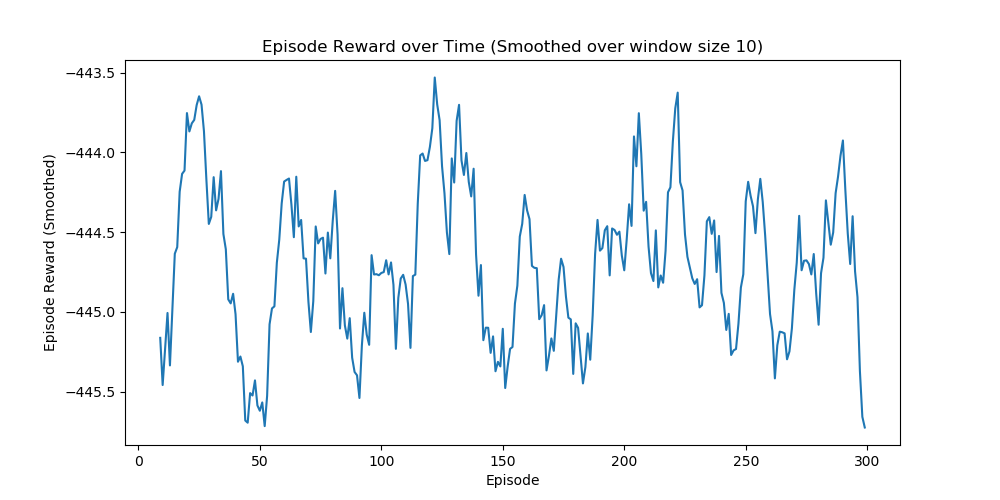 Episode Reward over Time (Smoothed over window size 10)
Episode Reward (Smoothed)
−443.5
−444.0
−444.5
−445.0
−445.5
0 50 100 150 200 250 300
Episode